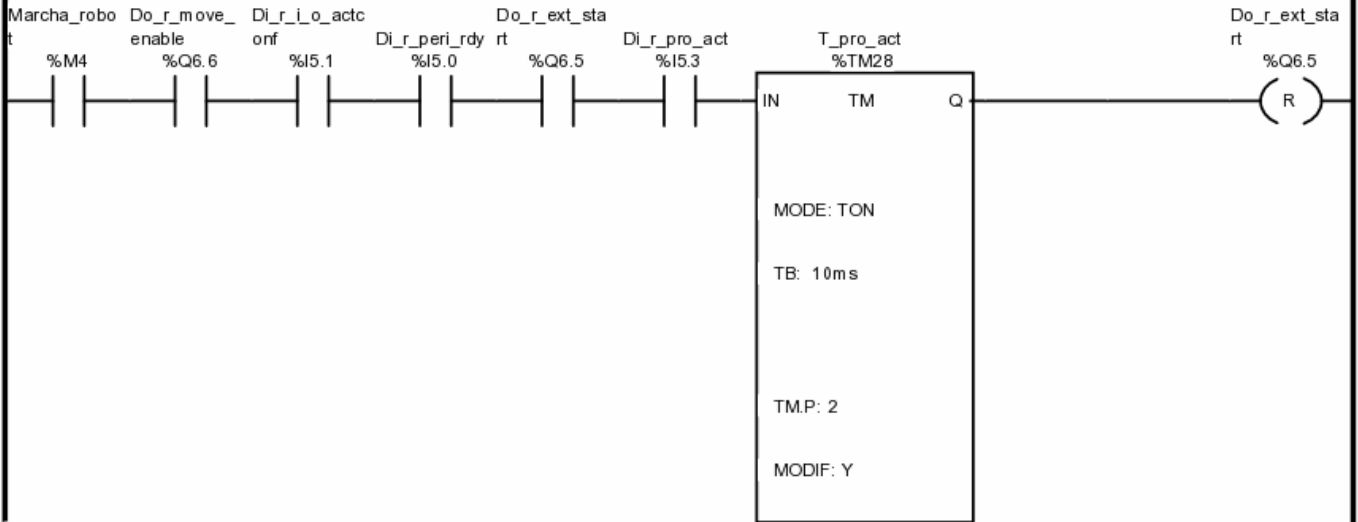 Marcha_robo Do_r_move_ Di_r_i_o_actc Do_r_ext_sta Do_r_ext_sta
t enable onf Di_r_peri_rdy rt Di_r_pro_act T_pro_act rt
%M4 %Q6.6 %I5.1 %I5.0 %Q6.5 %I5.3 %TM28 %Q6.5
IN TM Q R
MODE: TON
TB: 10ms
TM.P: 2
MODIF: Y